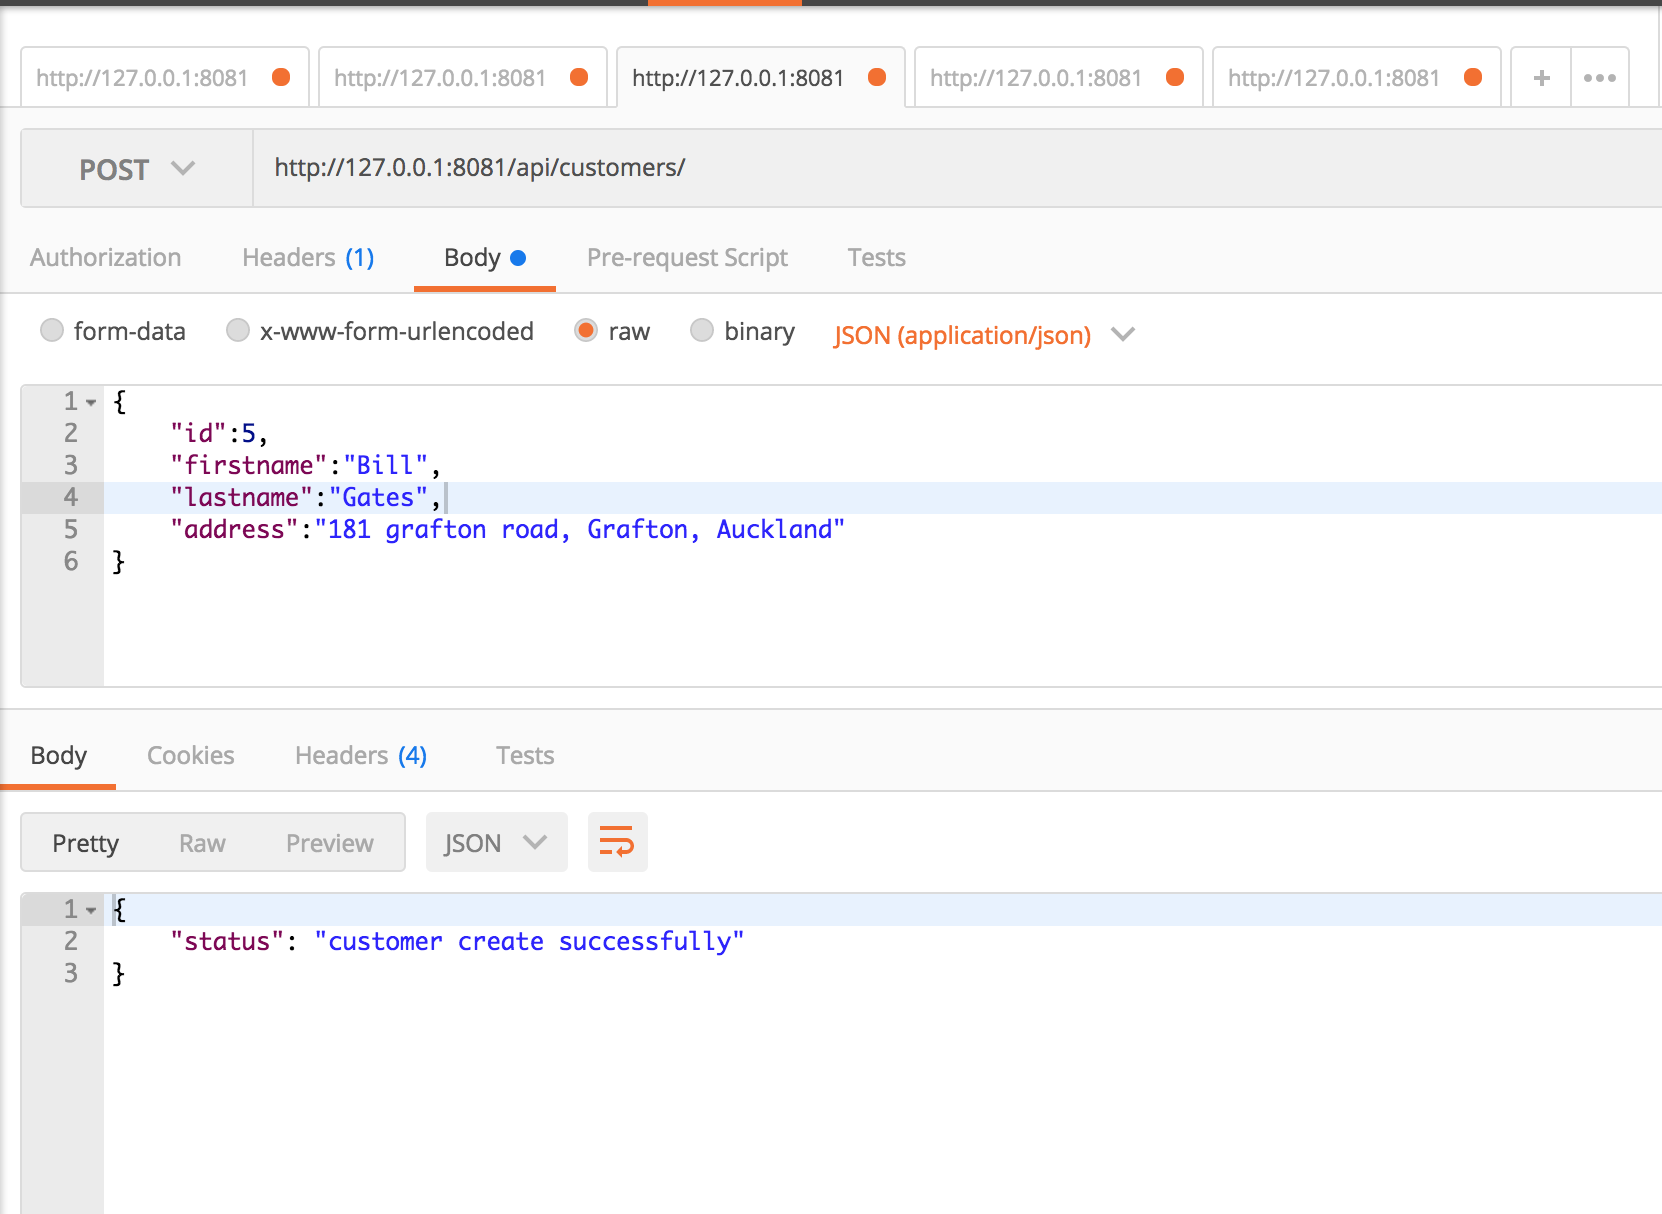 http://127.0.0.1:8081 http://127.0.0.1:8081 http://127.0.0.1:8081 http://127.0.0.1:8081 http://127.0.0.1:8081 + •••
POST http://127.0.0.1:8081/api/customers/
Authorization Headers (1) Body Pre-request Script Tests
form-data x-www-form-urlencoded raw binary JSON (application/json)
1 {
2 "id":5,
3 "firstname":"Bill",
4 "lastname":"Gates",
5 "address":"181 grafton road, Grafton, Auckland"
6 }
Body Cookies Headers (4) Tests
Pretty Raw Preview JSON
1 {
2 "status": "customer create successfully"
3 }